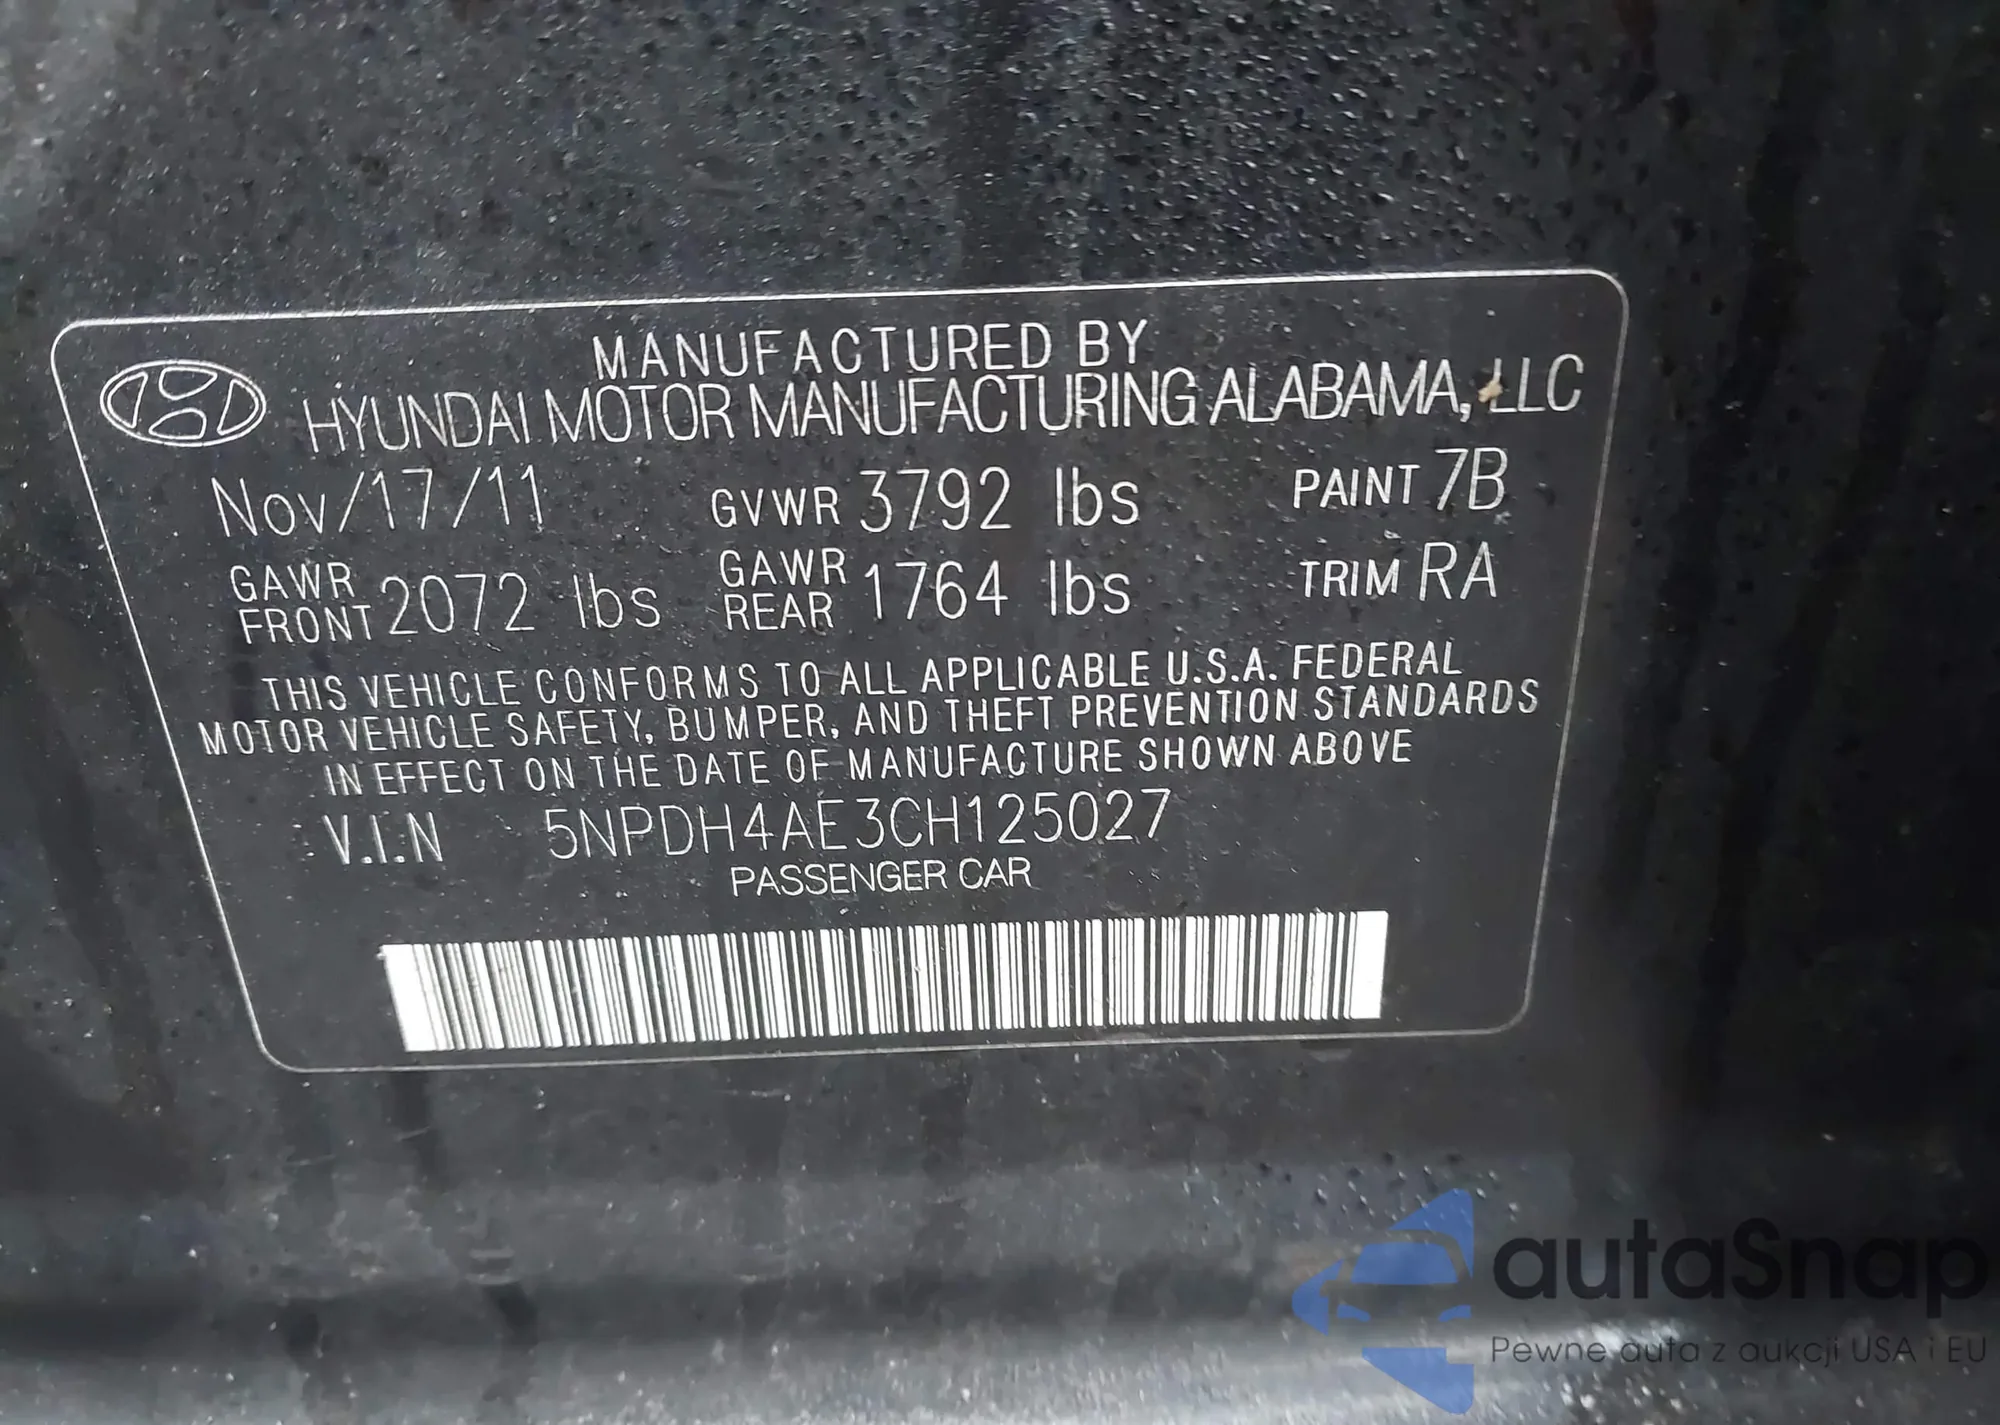 MANUFACTURED BY
HYUNDAI MOTOR MANUFACTURING ALABAMA, LLC
Nov/17/11 GVWR 3792 lbs PAINT 7B
GAWR FRONT 2072 lbs GAWR REAR 1764 lbs TRIM RA
THIS VEHICLE CONFORMS TO ALL APPLICABLE U.S.A. FEDERAL
MOTOR VEHICLE SAFETY, BUMPER, AND THEFT PREVENTION STANDARDS
IN EFFECT ON THE DATE OF MANUFACTURE SHOWN ABOVE
: V.I.N 5NPDH4AE3CH125027
PASSENGER CAR
autaSnap
Pewne auta z aukcji USA i EU